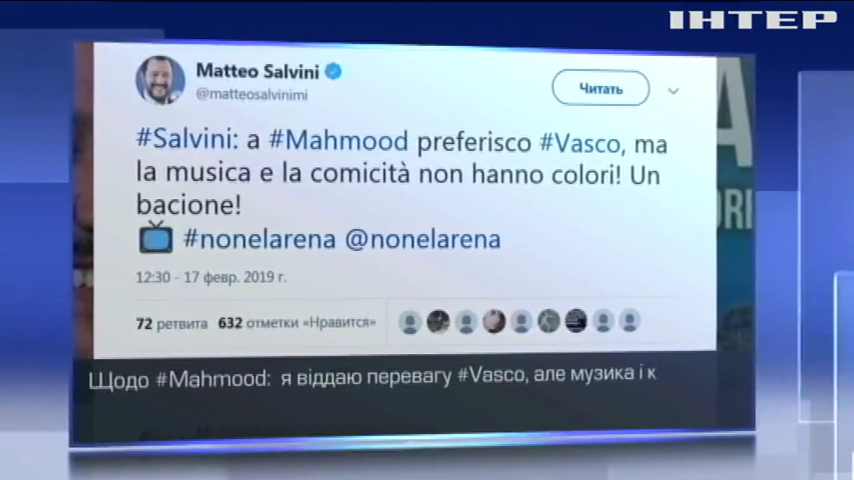 ІНТЕР
Matteo Salvini
@matteosalvinimi
Читать
#Salvini: a #Mahmood preferisco #Vasco, ma
la musica e la comicità non hanno colori! Un
bacione!
#nonelarena @nonelarena
12:30 - 17 февр. 2019 г.
72 ретвита 632 отметки «Нравится»
Щодо #Mahmood: я віддаю перевагу #Vasco, але музика і к